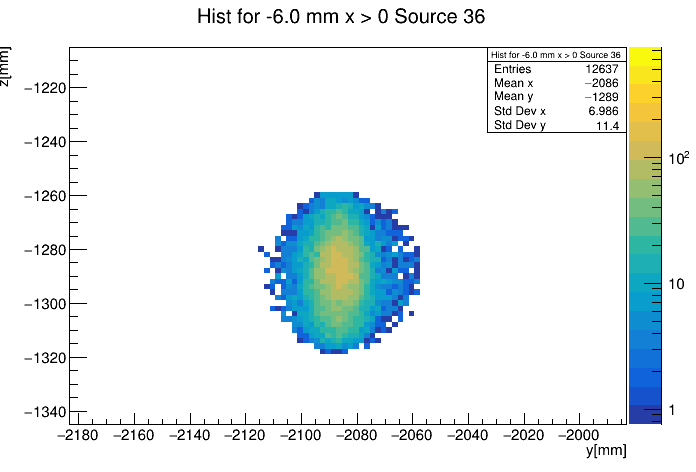 Hist for -6.0 mm x > 0 Source 36
z[mm]
Hist for -6.0 mm x > 0 Source 36
Entries 12637
Mean x −2086
Mean y −1289
Std Dev x 6.986
Std Dev y 11.4
−1220
−1240
−1260
−1280
−1300
−1320
−1340
10²
10
1
−2180 −2160 −2140 −2120 −2100 −2080 −2060 −2040 −2020 −2000
y[mm]